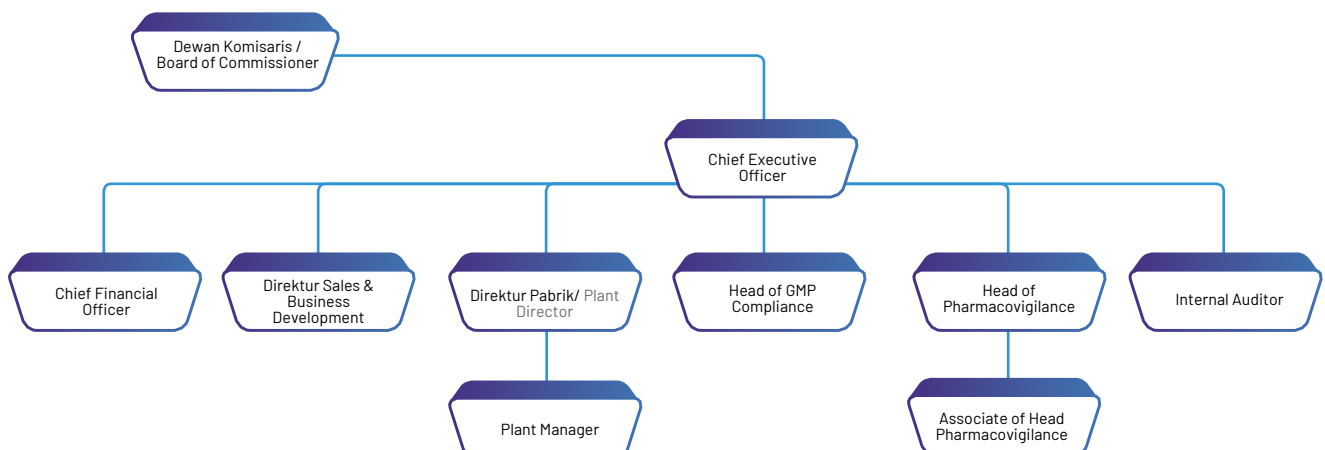 Dewan Komisaris /
Board of Commissioner
Chief Executive
Officer
Chief Financial
Officer
Direktur Sales &
Business
Development
Direktur Pabrik/ Plant
Director
Head of GMP
Compliance
Head of
Pharmacovigilance
Internal Auditor
Plant Manager
Associate of Head
Pharmacovigilance